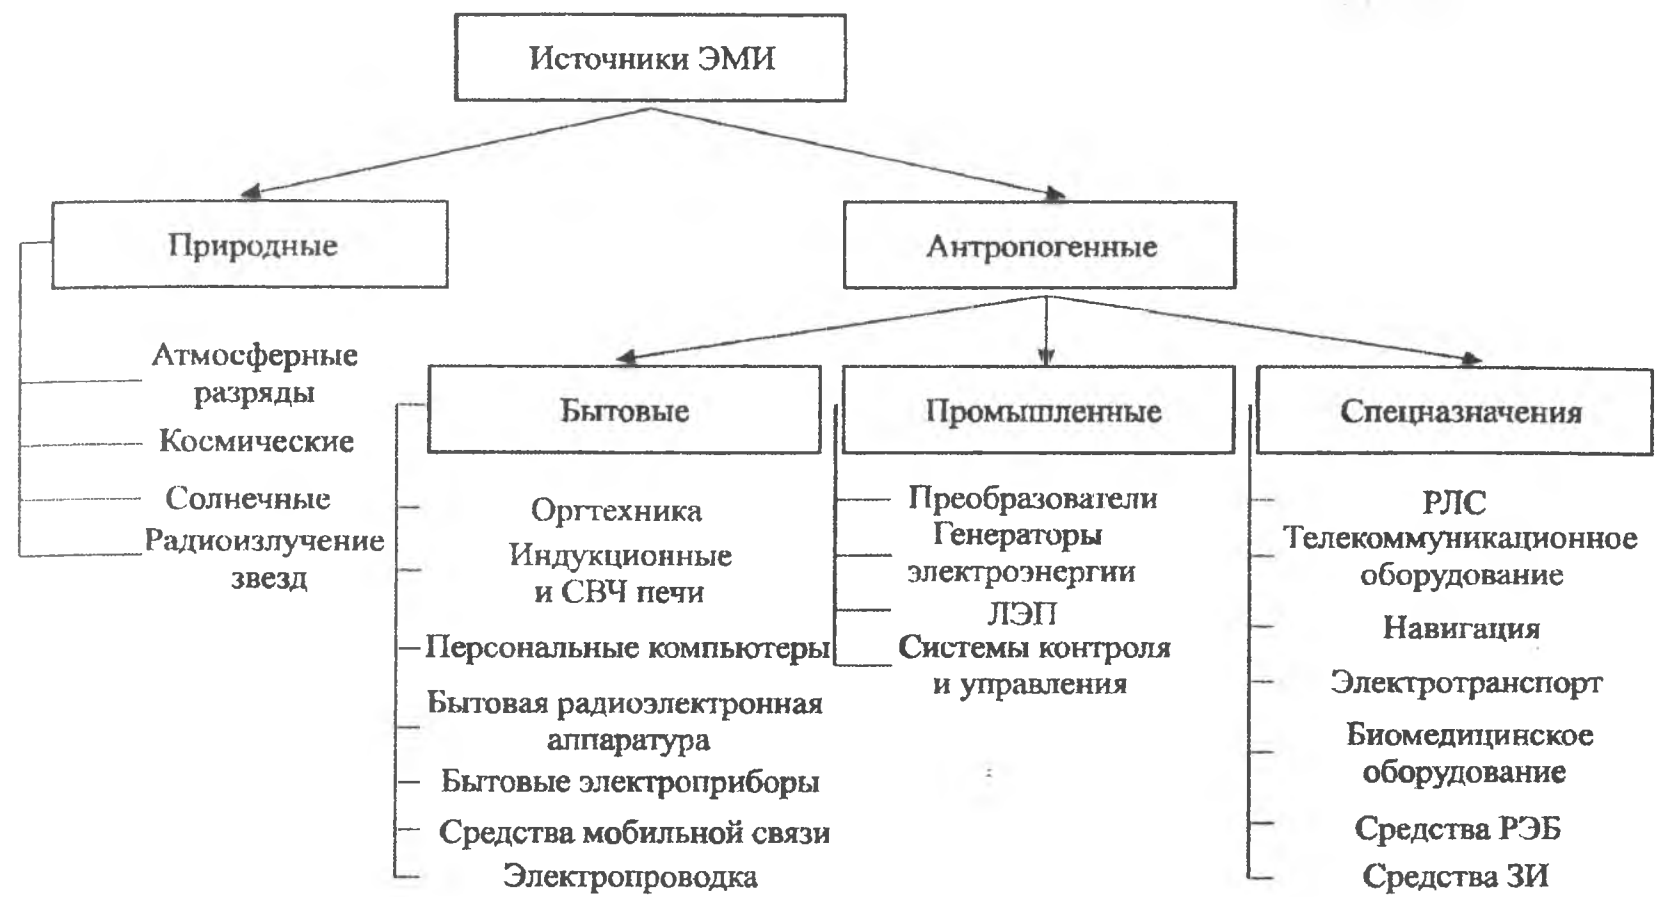 Источники ЭМИ
Природные
Антропогенные
Атмосферные
разряды
Космические
Солнечные
Радиоизлучение
звезд
Бытовые
Оргтехника
Индукционные
и СВЧ печи
Персональные компьютеры
Бытовая радиоэлектронная
аппаратура
Бытовые электроприборы
Средства мобильной связи
Электропроводка
Промышленные
Преобразователи
Генераторы
электроэнергии
ЛЭП
Системы контроля
и управления
Спецназначения
РЛС
Телекоммуникационное
оборудование
Навигация
Электротранспорт
Биомедицинское
оборудование
Средства РЭБ
Средства ЗИ